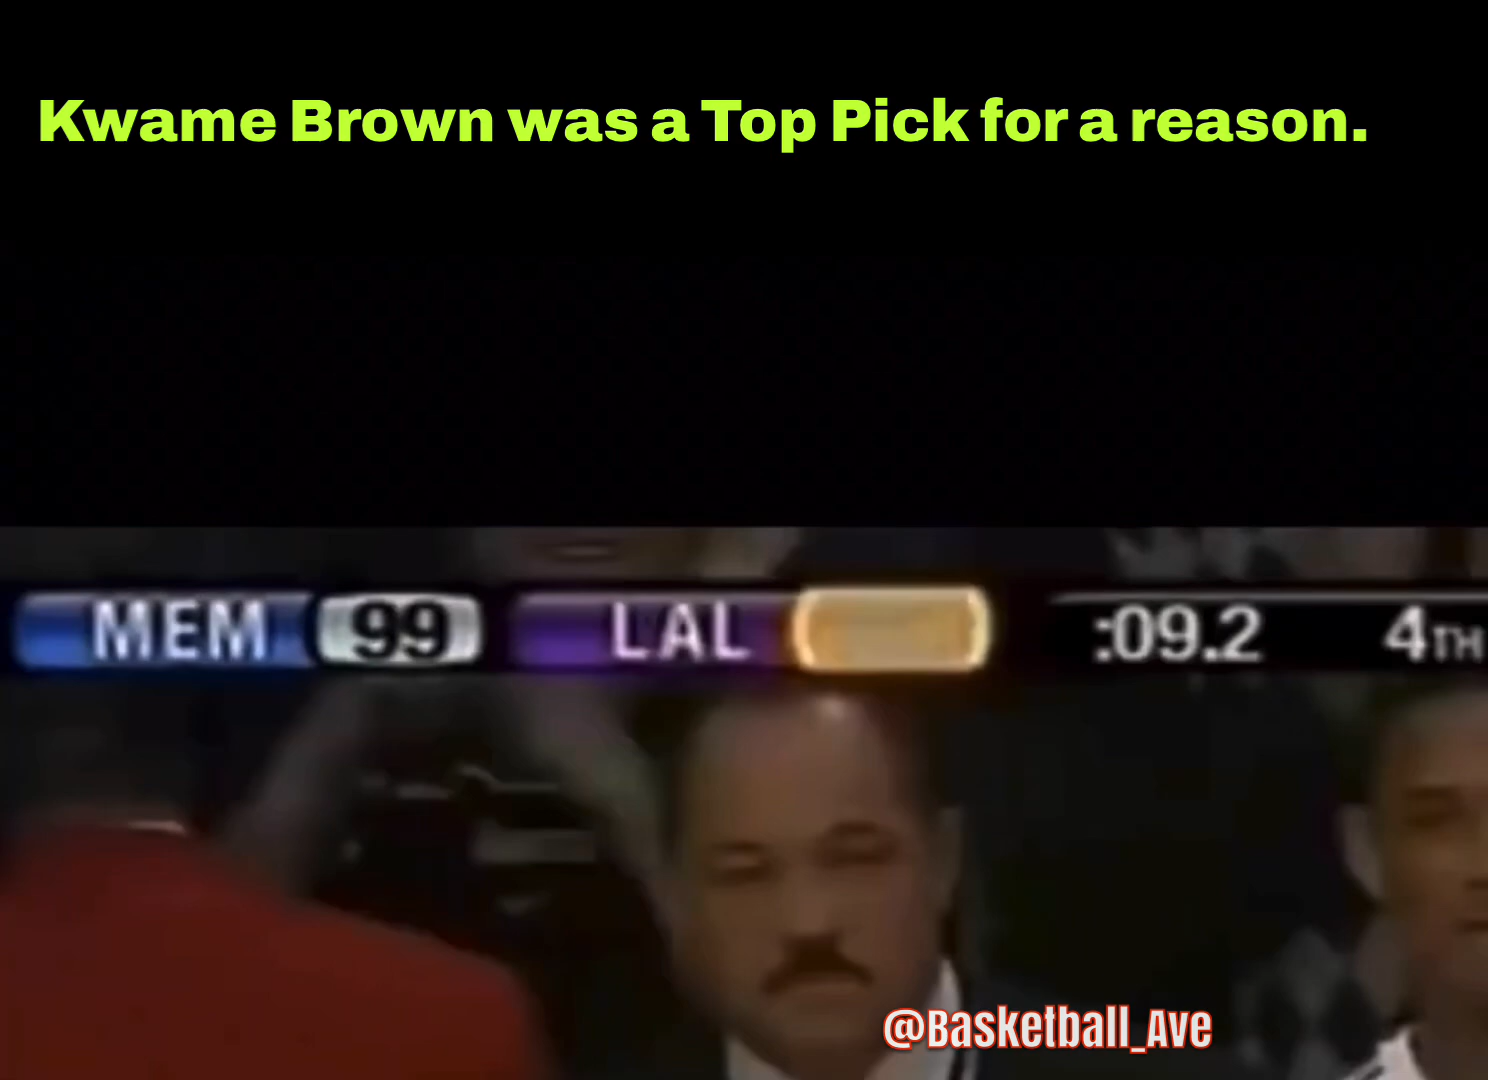 Kwame Brown was a Top Pick for a reason.
MEM 99 LAL :09.2 4TH
@Basketball_Ave